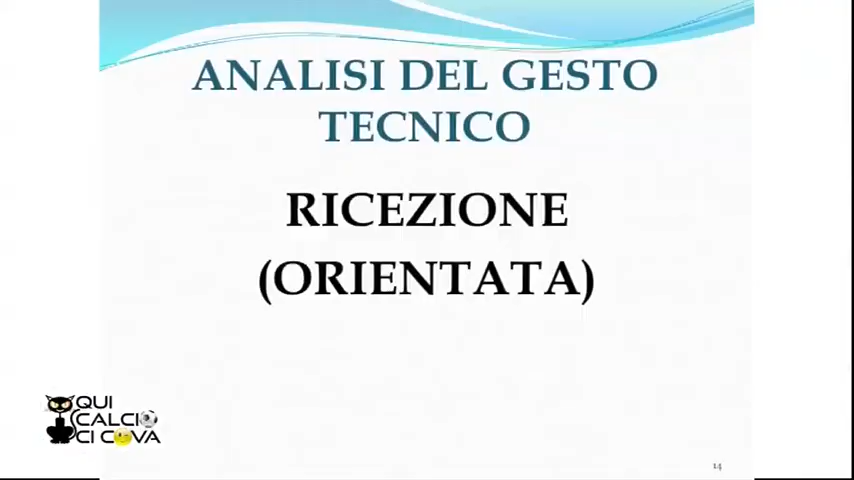 ANALISI DEL GESTO
TECNICO
RICEZIONE
(ORIENTATA)
QUI
CALCIO
CI COVA
14